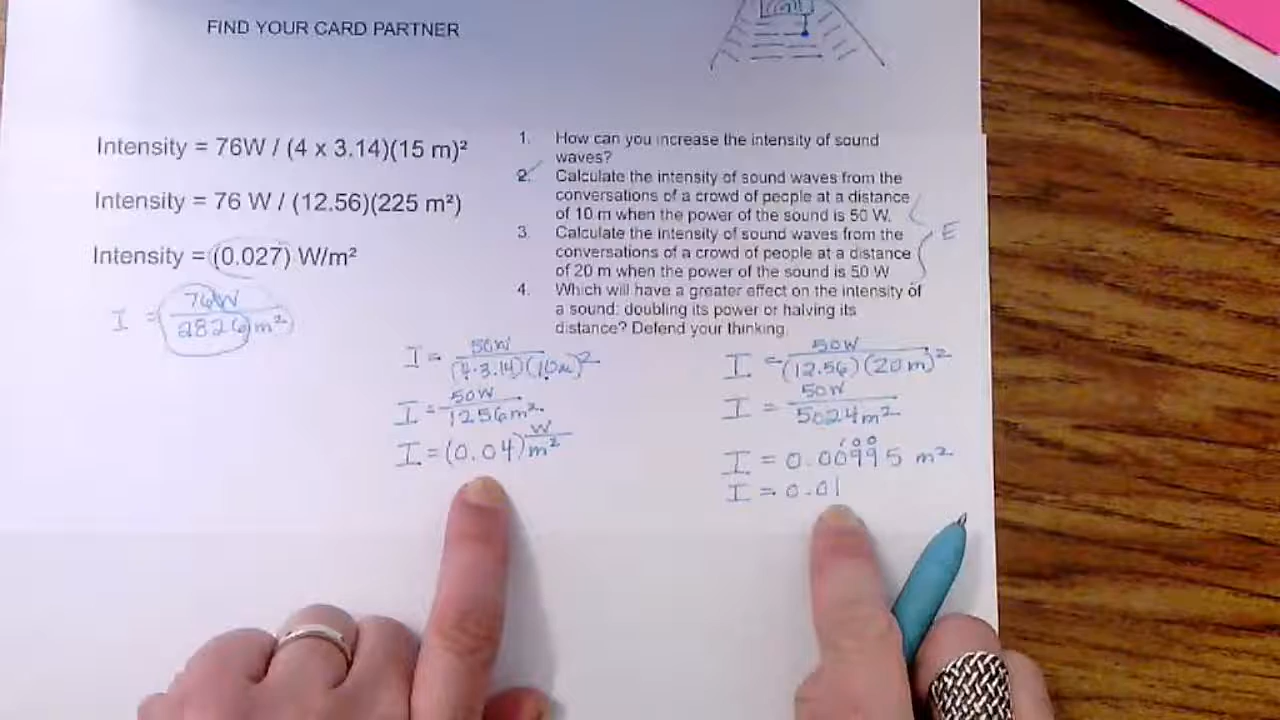 FIND YOUR CARD PARTNER
Intensity = 76W / (4 x 3.14)(15 m)²
Intensity = 76 W / (12.56)(225 m²)
Intensity = (0.027) W/m²
I = 76W
2826 m²
1. How can you increase the intensity of sound
waves?
2. Calculate the intensity of sound waves from the
conversations of a crowd of people at a distance
of 10 m when the power of the sound is 50 W.
3. Calculate the intensity of sound waves from the
conversations of a crowd of people at a distance
of 20 m when the power of the sound is 50 W
4. Which will have a greater effect on the intensity of
a sound: doubling its power or halving its
distance? Defend your thinking.
E
I = 50W
(4·3.14)(10m)²
I = 50W
1256m²
I = (0.04) W
m²
I = 50W
(12.56)(20m)²
I = 50W
5024m²
100
I = 0.00995 m²
I = 0.01